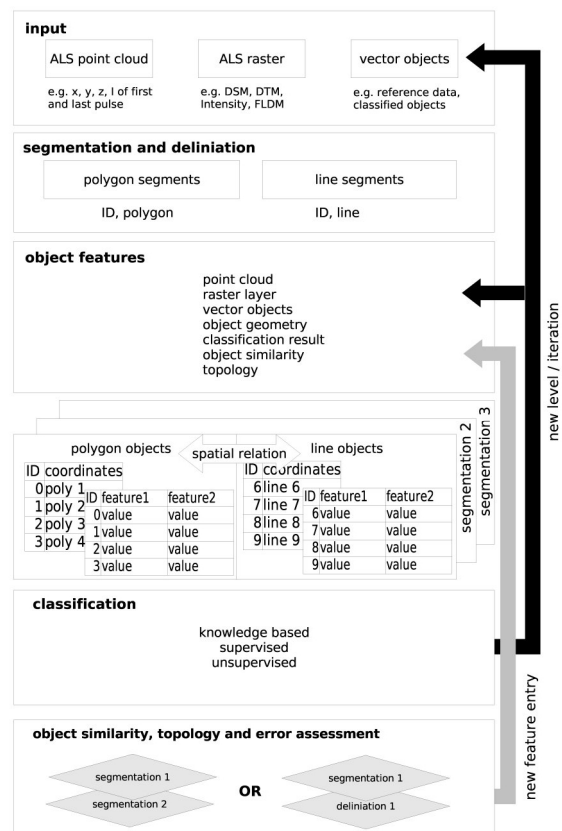 input
ALS point cloud
ALS raster
vector objects
e.g. x, y, z, I of first
and last pulse
e.g. DSM, DTM,
Intensity, FLDM
e.g. reference data,
classified objects
segmentation and deliniation
polygon segments
line segments
ID, polygon
ID, line
object features
point cloud
raster layer
vector objects
object geometry
classification result
object similarity
topology
new level / iteration
segmentation 3
segmentation 2
polygon objects
spatial relation
line objects
ID coordinates
0 poly 1
1 poly 2
2 poly 3
3 poly 4
ID feature1 feature2
0 value value
1 value value
2 value value
3 value value
ID coordinates
6 line 6
7 line 7
8 line 8
9 line 9
ID feature1 feature2
6 value value
7 value value
8 value value
9 value value
classification
knowledge based
supervised
unsupervised
new feature entry
object similarity, topology and error assessment
segmentation 1
segmentation 2
OR
segmentation 1
deliniation 1